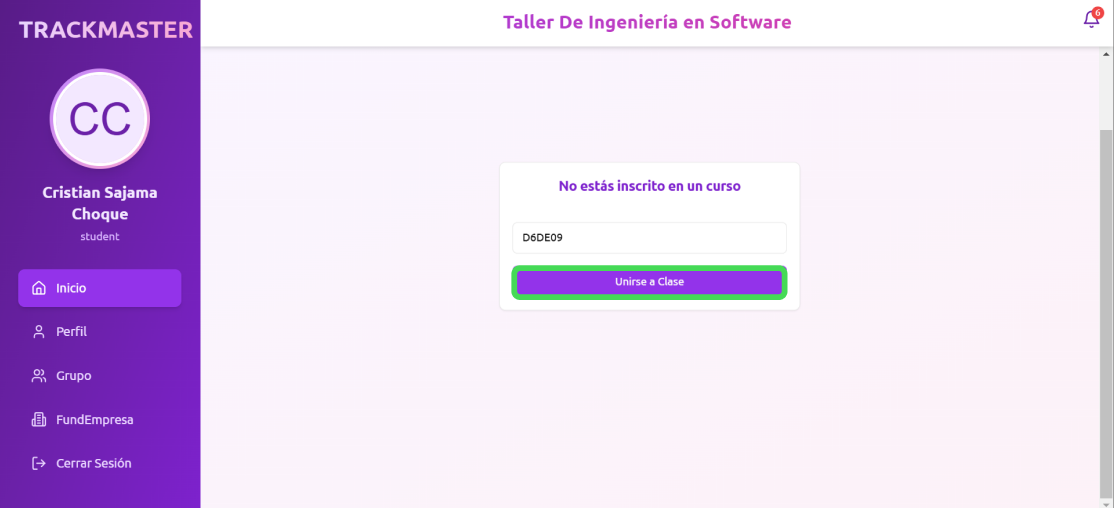 TRACKMASTER
CC
Cristian Sajama
Choque
student
Inicio
Perfil
Grupo
FundEmpresa
Cerrar Sesión
Taller De Ingeniería en Software
6
No estás inscrito en un curso
D6DE09
Unirse a Clase